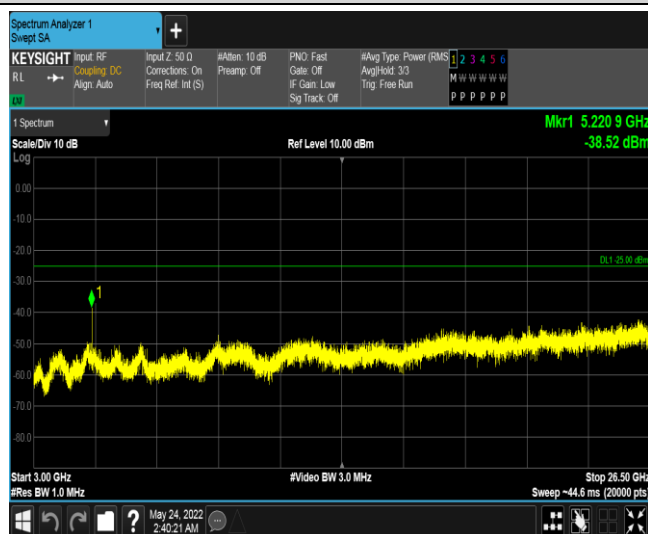 Spectrum Analyzer 1
Swept SA
+
KEYSIGHT
RL
LXI
Input: RF
Coupling: DC
Align: Auto
Input Z: 50 Ω
Corrections: On
Freq Ref: Int (S)
#Atten: 10 dB
Preamp: Off
PNO: Fast
Gate: Off
IF Gain: Low
Sig Track: Off
#Avg Type: Power (RMS
Avg|Hold: 3/3
Trig: Free Run
1 2 3 4 5 6
M W W W W W
P P P P P P
1 Spectrum
Scale/Div 10 dB
Ref Level 10.00 dBm
Mkr1 5.220 9 GHz
-38.52 dBm
Log
0.00
-10.0
-20.0
DL1 -25.00 dBm
-30.0
1
-40.0
-50.0
-60.0
-70.0
-80.0
Start 3.00 GHz
#Video BW 3.0 MHz
Stop 26.50 GHz
#Res BW 1.0 MHz
Sweep ~44.6 ms (20000 pts)
?
May 24, 2022
2:40:21 AM